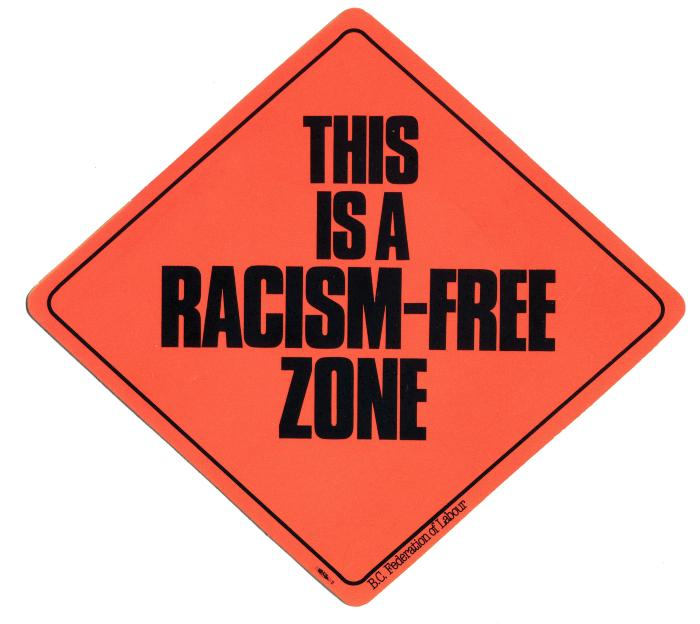 THIS
IS A
RACISM-FREE
ZONE
B.C. Federation of Labour